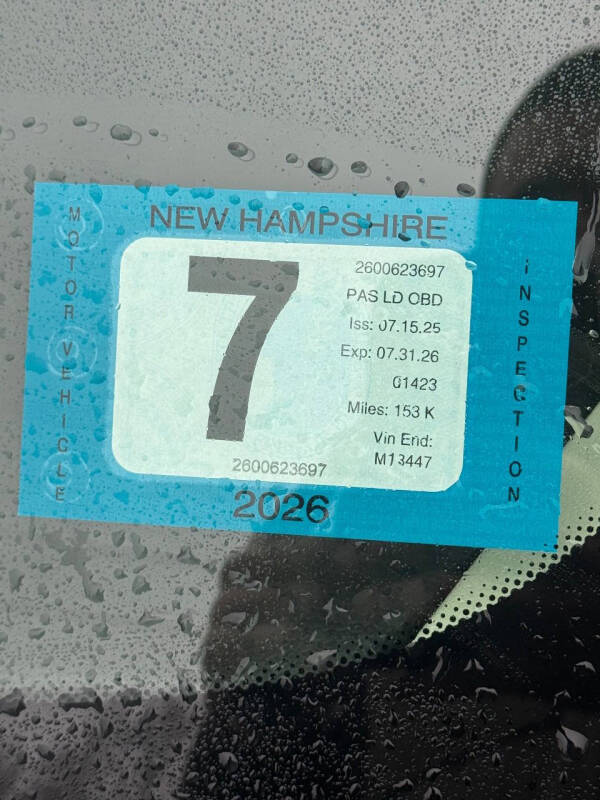 NEW HAMPSHIRE
MOTOR VEHICLE
7
2600623697
PAS LD OBD
Iss: 07.15.25
Exp: 07.31.26
01423
Miles: 153 K
Vin End:
M13447
2600623697
2026
INSPECTION